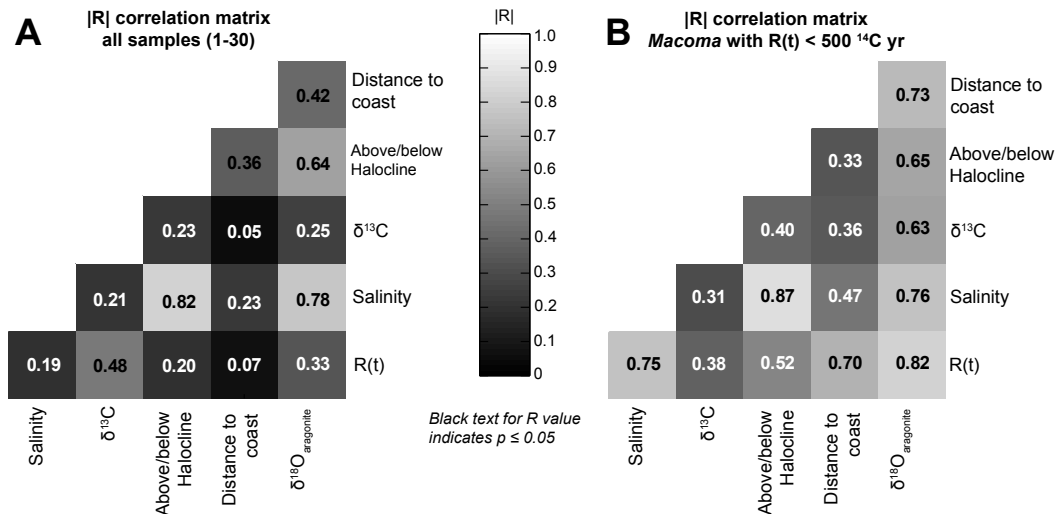 A
|R| correlation matrix
all samples (1-30)
0.42
Distance to
coast
0.36
0.64
Above/below
Halocline
0.23
0.05
0.25
δ¹³C
0.21
0.82
0.23
0.78
Salinity
0.19
0.48
0.20
0.07
0.33
R(t)
Salinity
δ¹³C
Above/below
Halocline
Distance to
coast
δ¹⁸Oaragonite
|R|
1.0
0.9
0.8
0.7
0.6
0.5
0.4
0.3
0.2
0.1
0
Black text for R value
indicates p ≤ 0.05
B
|R| correlation matrix
Macoma with R(t) < 500 ¹⁴C yr
0.73
Distance to
coast
0.33
0.65
Above/below
Halocline
0.40
0.36
0.63
δ¹³C
0.31
0.87
0.47
0.76
Salinity
0.75
0.38
0.52
0.70
0.82
R(t)
Salinity
δ¹³C
Above/below
Halocline
Distance to
coast
δ¹⁸Oaragonite